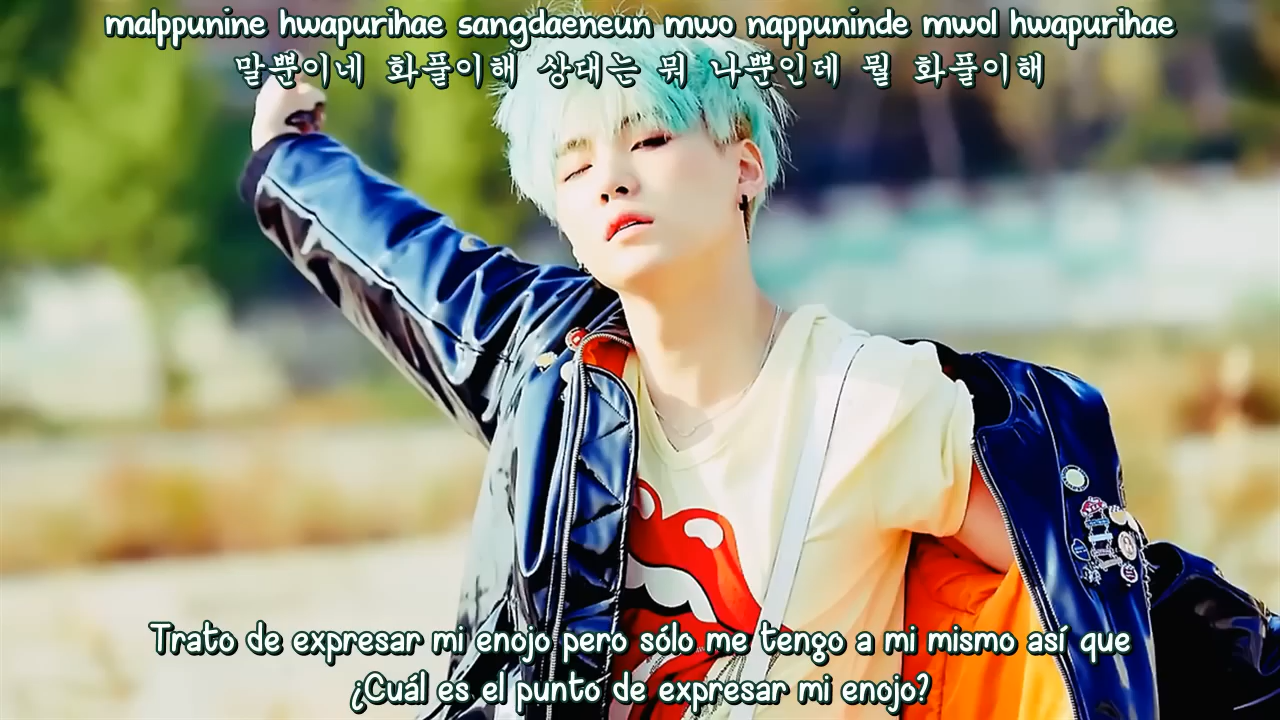 malppunine hwapurihae sangdaeneun mwo nappuninde mwol hwapurihae
말뿐이네 화풀이해 상대는 뭐 나뿐인데 뭘 화풀이해
Trato de expresar mi enojo pero sólo me tengo a mi mismo así que
¿Cuál es el punto de expresar mi enojo?